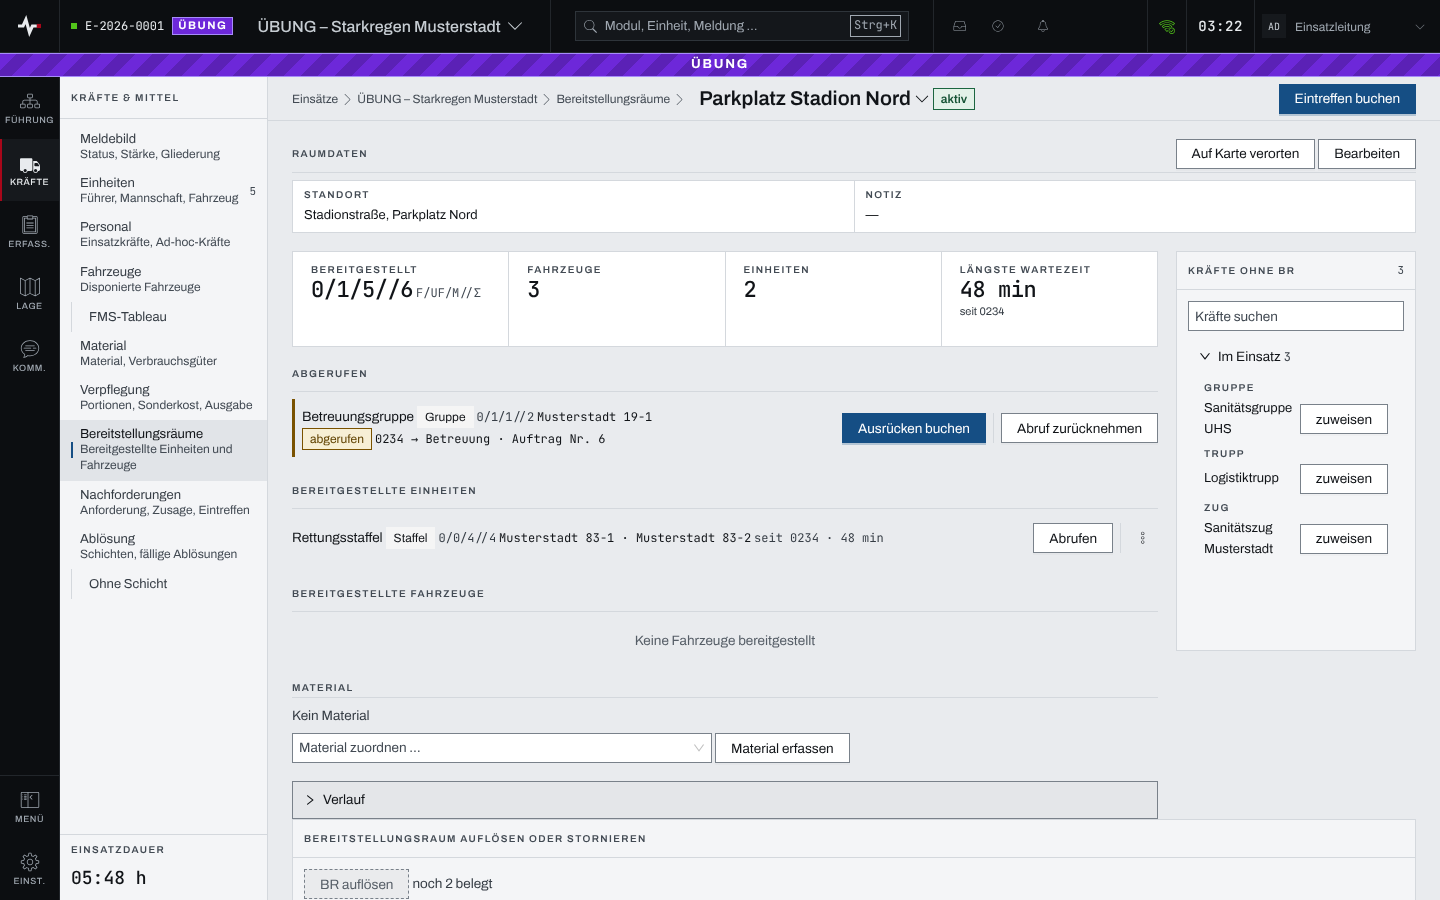 E-2026-0001 ÜBUNG ÜBUNG – Starkregen Musterstadt Modul, Einheit, Meldung ... Strg+K 03:22 AD Einsatzleitung
ÜBUNG
FÜHRUNG
KRÄFTE
ERFASS.
LAGE
KOMM.
MENÜ
EINST.
KRÄFTE & MITTEL
Meldebild
Status, Stärke, Gliederung
Einheiten
Führer, Mannschaft, Fahrzeug 5
Personal
Einsatzkräfte, Ad-hoc-Kräfte
Fahrzeuge
Disponierte Fahrzeuge
FMS-Tableau
Material
Material, Verbrauchsgüter
Verpflegung
Portionen, Sonderkost, Ausgabe
Bereitstellungsräume
Bereitgestellte Einheiten und
Fahrzeuge
Nachforderungen
Anforderung, Zusage, Eintreffen
Ablösung
Schichten, fällige Ablösungen
Ohne Schicht
EINSATZDAUER
05:48 h
Einsätze ÜBUNG – Starkregen Musterstadt Bereitstellungsräume Parkplatz Stadion Nord aktiv Eintreffen buchen
RAUMDATEN Auf Karte verorten Bearbeiten
STANDORT NOTIZ
Stadionstraße, Parkplatz Nord —
BEREITGESTELLT FAHRZEUGE EINHEITEN LÄNGSTE WARTEZEIT
0/1/5//6 F/UF/M//Σ 3 2 48 min
seit 0234
ABGERUFEN
Betreuungsgruppe Gruppe 0/1/1//2 Musterstadt 19-1
abgerufen 0234 → Betreuung · Auftrag Nr. 6
Ausrücken buchen Abruf zurücknehmen
BEREITGESTELLTE EINHEITEN
Rettungsstaffel Staffel 0/0/4//4 Musterstadt 83-1 · Musterstadt 83-2 seit 0234 · 48 min Abrufen
BEREITGESTELLTE FAHRZEUGE
Keine Fahrzeuge bereitgestellt
MATERIAL
Kein Material
Material zuordnen ... Material erfassen
Verlauf
BEREITSTELLUNGSRAUM AUFLÖSEN ODER STORNIEREN
BR auflösen noch 2 belegt
KRÄFTE OHNE BR 3
Kräfte suchen
Im Einsatz 3
GRUPPE
Sanitätsgruppe
UHS
zuweisen
TRUPP
Logistiktrupp zuweisen
ZUG
Sanitätszug
Musterstadt
zuweisen